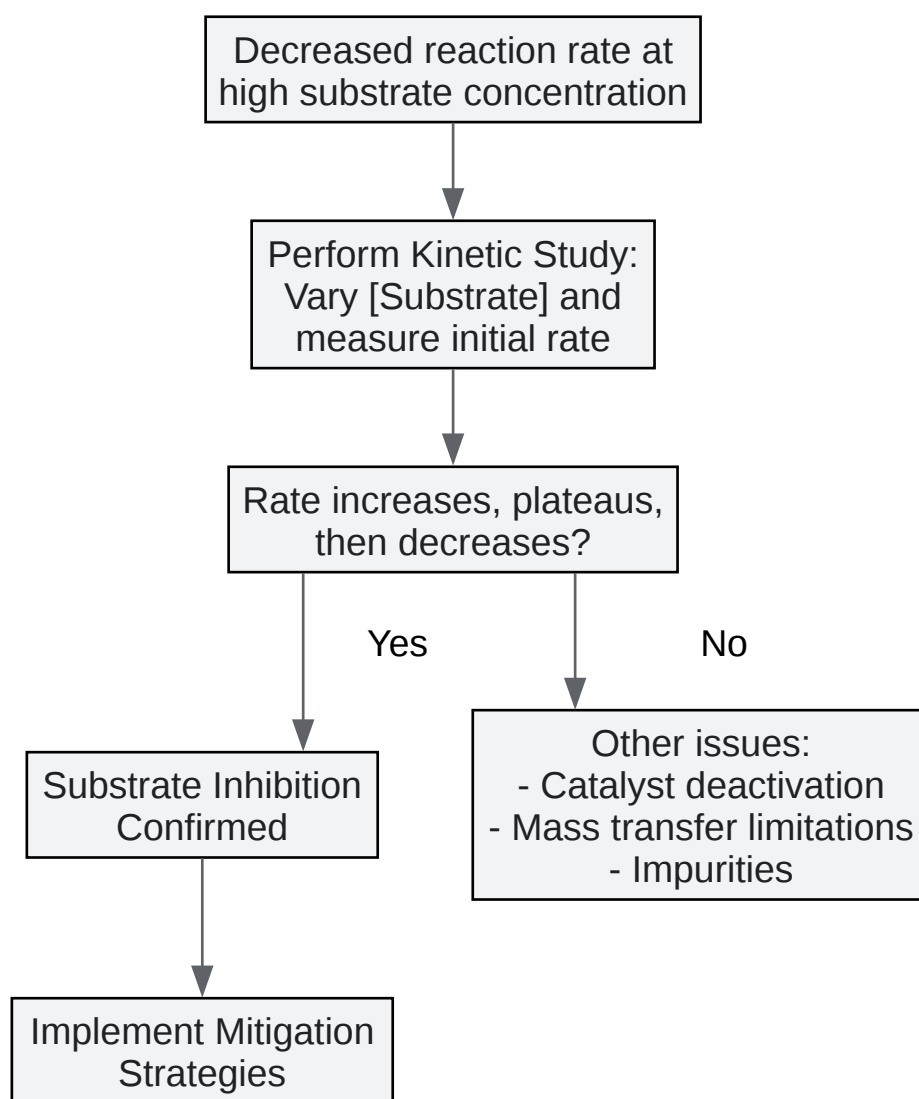 Decreased reaction rate at
high substrate concentration
Perform Kinetic Study:
Vary [Substrate] and
measure initial rate
Rate increases, plateaus,
then decreases?
Yes
No
Substrate Inhibition
Confirmed
Other issues:
- Catalyst deactivation
- Mass transfer limitations
- Impurities
Implement Mitigation
Strategies